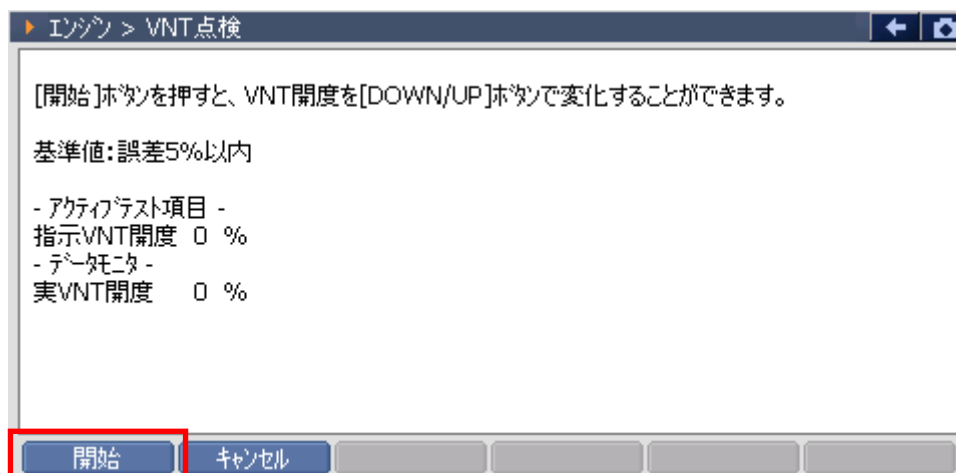 エンジン > VNT点検
[開始]ボタンを押すと、VNT開度を[DOWN/UP]ボタンで変化することができます。
基準値:誤差5%以内
- アクティブテスト項目 -
指示VNT開度 0 %
- データモニタ -
実VNT開度 0 %
開始 キャンセル